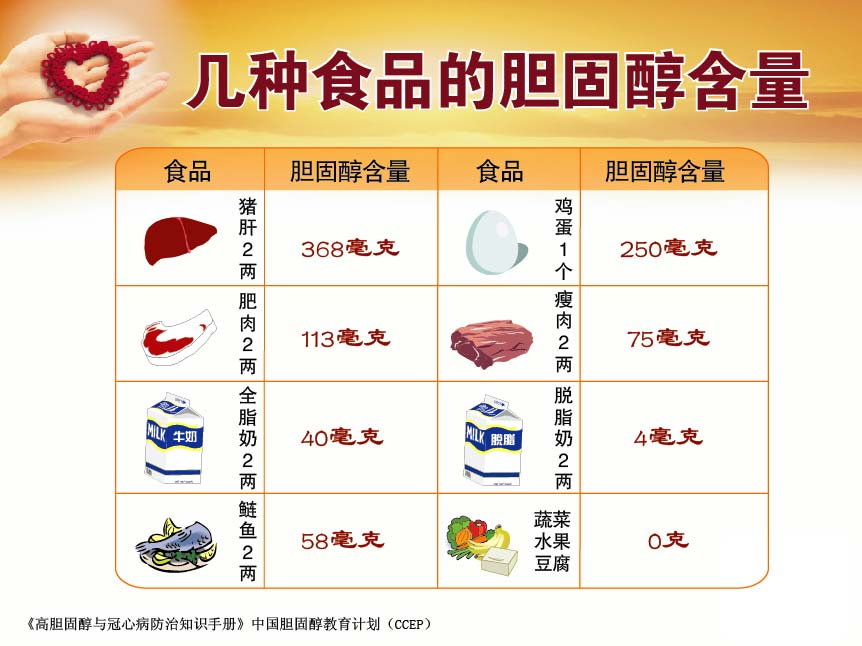 几种食品的胆固醇含量
食品 胆固醇含量 食品 胆固醇含量
猪肝2两 368毫克 鸡蛋1个 250毫克
肥肉2两 113毫克 瘦肉2两 75毫克
全脂奶2两 40毫克 脱脂奶2两 4毫克
MILK 牛奶 MILK 脱脂
鲢鱼2两 58毫克 蔬菜
水果
豆腐 0克
《高胆固醇与冠心病防治知识手册》中国胆固醇教育计划（CCEP）